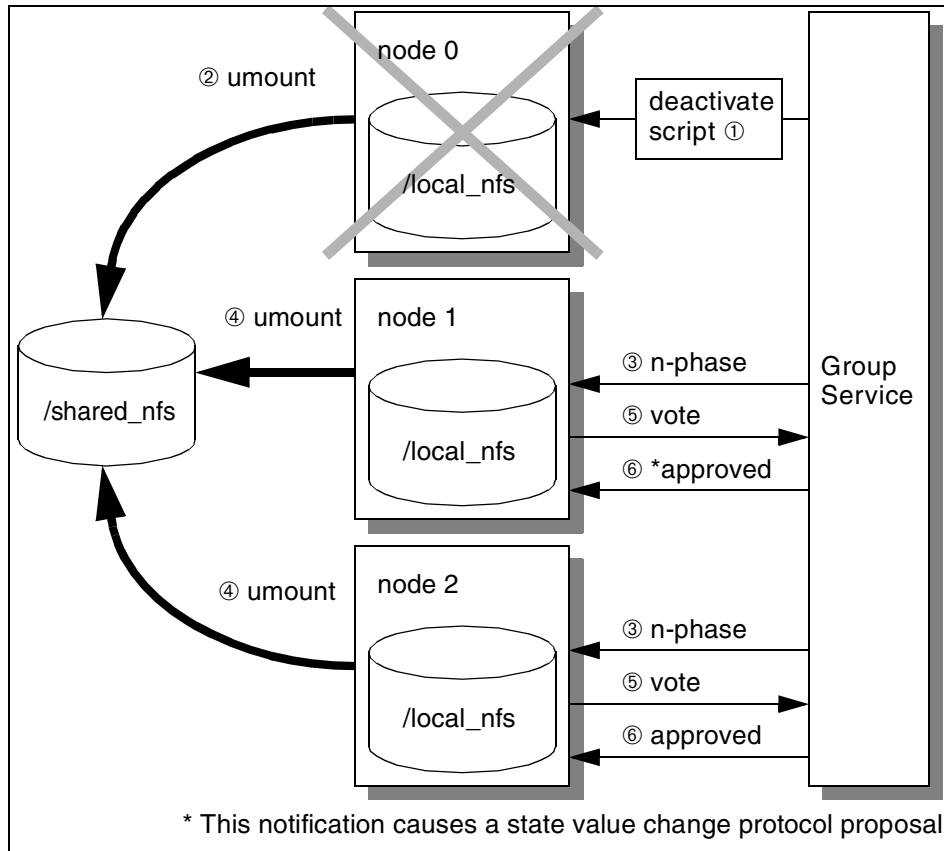 node 0
② umount
deactivate
script ①
/local_nfs
④ umount
node 1
③ n-phase
Group
Service
/shared_nfs
⑤ vote
/local_nfs
⑥ *approved
④ umount
node 2
③ n-phase
⑤ vote
/local_nfs
⑥ approved
* This notification causes a state value change protocol proposal